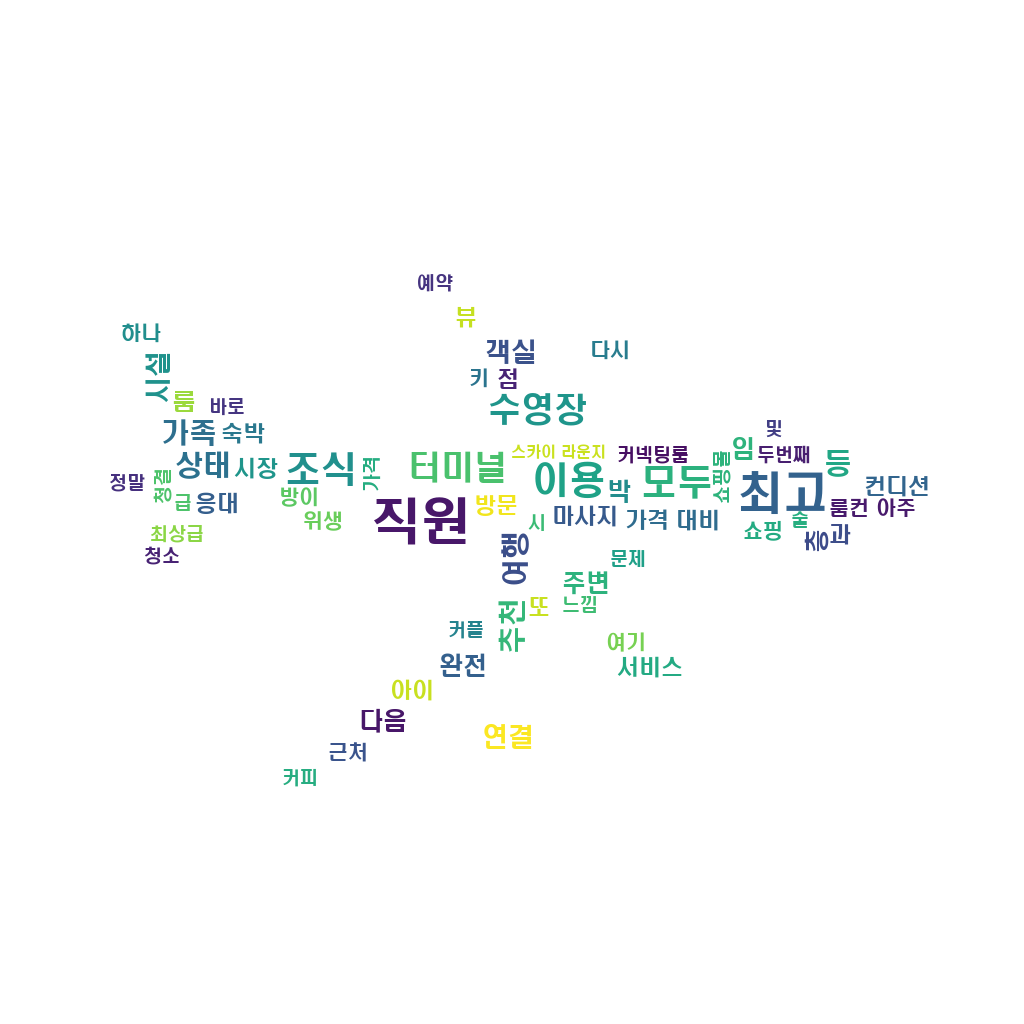 예약
뷰
하나
객실
다시
시설
키
점
룸
바로
수영장
가족
숙박
및
스카이 라운지
커넥팅룸
임
두번째
등
상태
시장
조식
가격
터미널
이용
박
모두
쇼핑몰
최고
컨디션
정말
청결
급
응대
방이
직원
방문
룸컨
아주
위생
시
마사지
가격 대비
쇼핑
술
층
과
최상급
청소
여행
문제
주변
추천
또
느낌
커플
여기
완전
서비스
아이
다음
연결
근처
커피